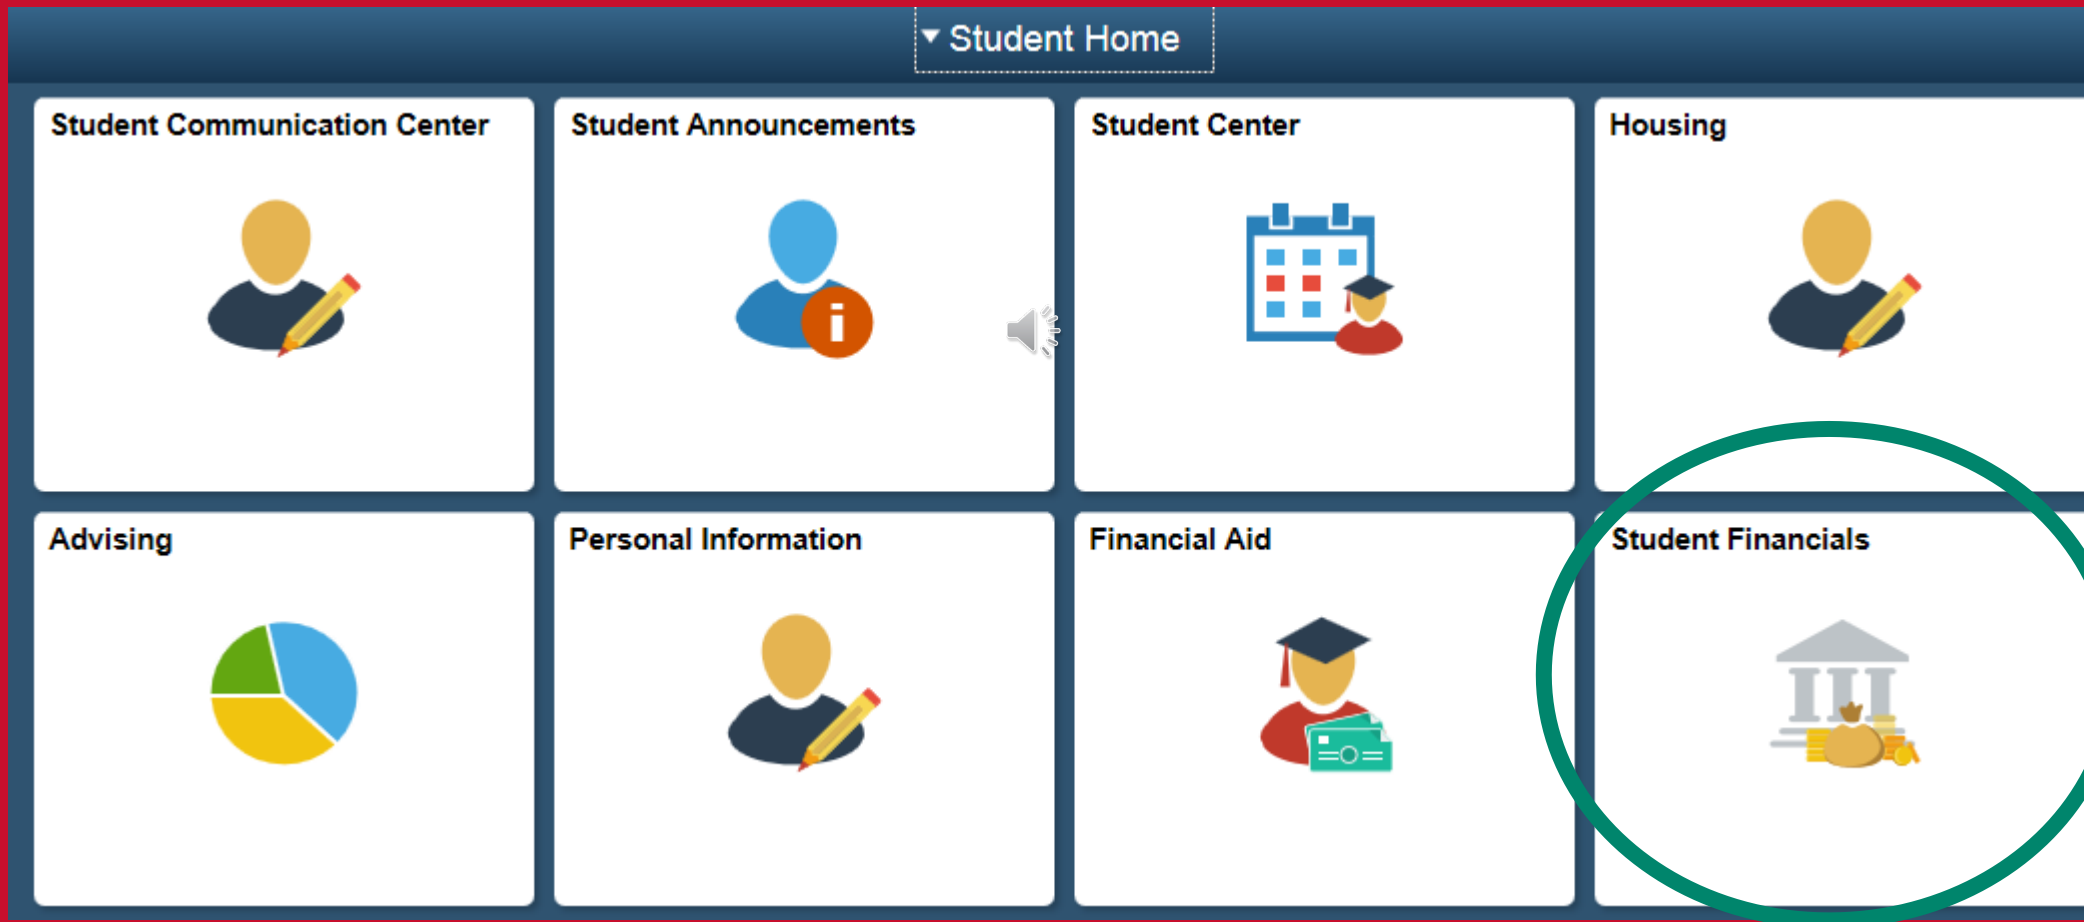 Student Home
Student Communication Center
Student Announcements
Student Center
Housing
i
Advising
Personal Information
Financial Aid
Student Financials